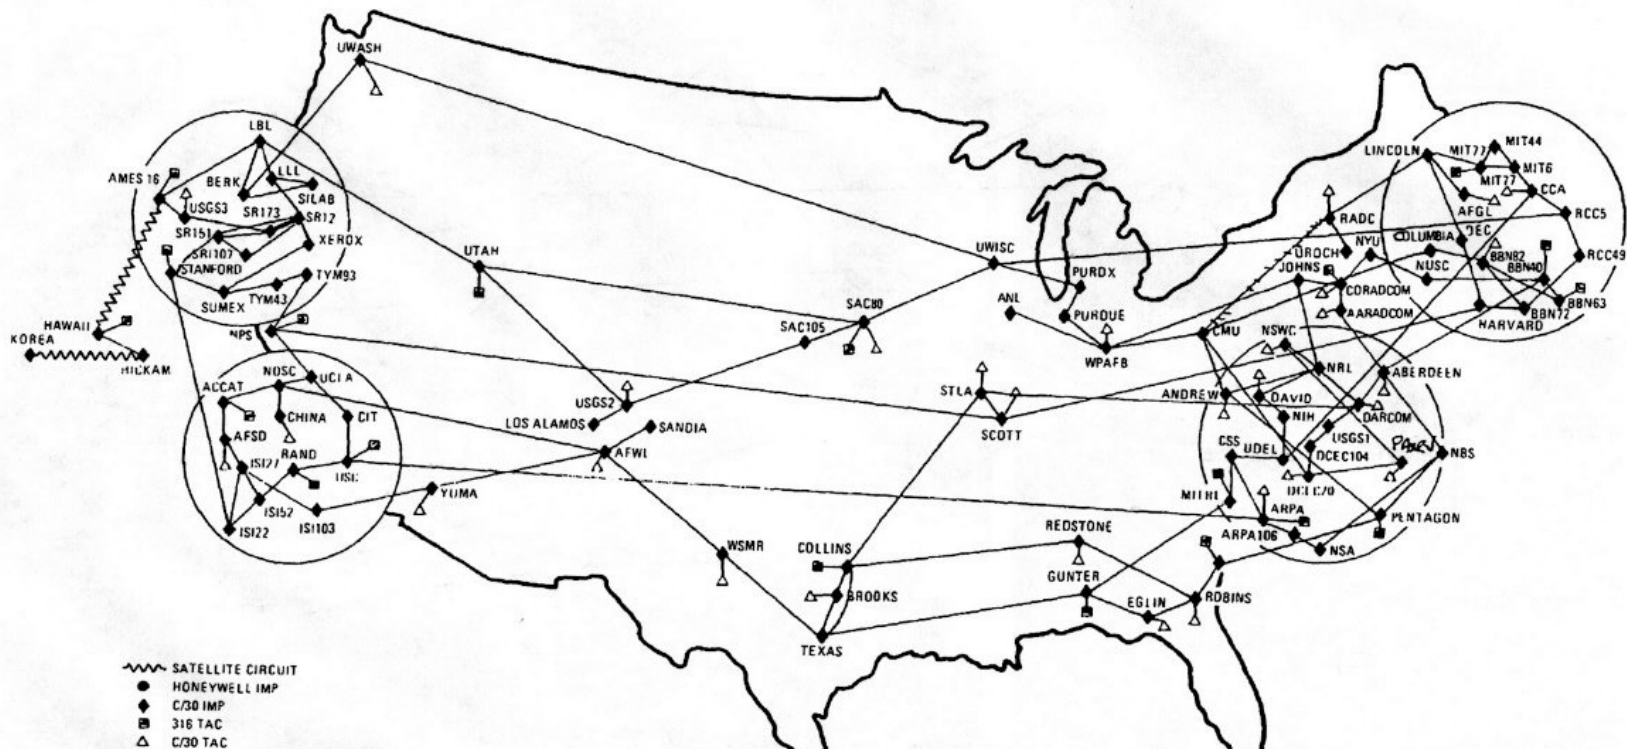 UWASH
LBL
LLL
BERK
SILAB
AMES 16
USGS3
SR173
SR12
SR151
XEROX
SRI107
STANFORD
TYM93
TYM43
SUMEX
HAWAII
NPS
KOREA
HICKAM
NOSC
UCLA
ACCAT
CHINA
CIT
AFSD
RAND
ISI27
USC
ISI52
ISI103
ISI22
UTAH
SAC80
SAC105
USGS2
LOS ALAMOS
SANDIA
AFWL
YUMA
WSMR
UWISC
PURDX
ANL
PURDUE
WPAFB
STLA
SCOTT
COLLINS
BROOKS
TEXAS
REDSTONE
GUNTER
EGLIN
ROBINS
LINCOLN
MIT77
MIT44
MIT6
MIT77
CCA
AFGL
RCC5
RADC
DEC
COLUMBIA
NYU
UROCH
BBN82
RCC49
JOHNS
NUSC
BBN40
CORADCOM
BBN63
AARADCOM
HARVARD
BBN72
CMU
NSWC
NRL
ABERDEEN
ANDREW
DAVID
DARCOM
NIH
USGS1
CSS
UDEL
DCEC104
NBS
DCEC20
MITRE
ARPA
PENTAGON
ARPA106
NSA
SATELLITE CIRCUIT
HONEYWELL IMP
C/30 IMP
316 TAC
C/30 TAC